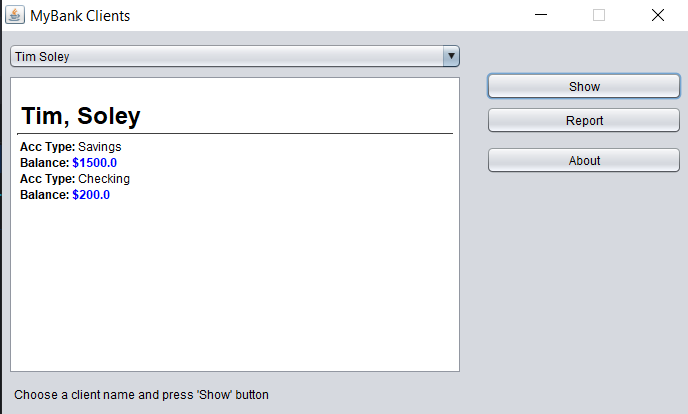 MyBank Clients
Tim Soley
Show
Tim, Soley
Report
Acc Type: Savings
Balance: $1500.0
About
Acc Type: Checking
Balance: $200.0
Choose a client name and press 'Show' button